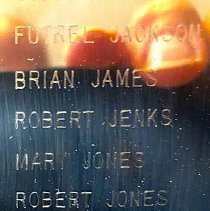 FUTREL JACKSON
BRIAN JAMES
ROBERT JENKS
MARY JONES
ROBERT JONES